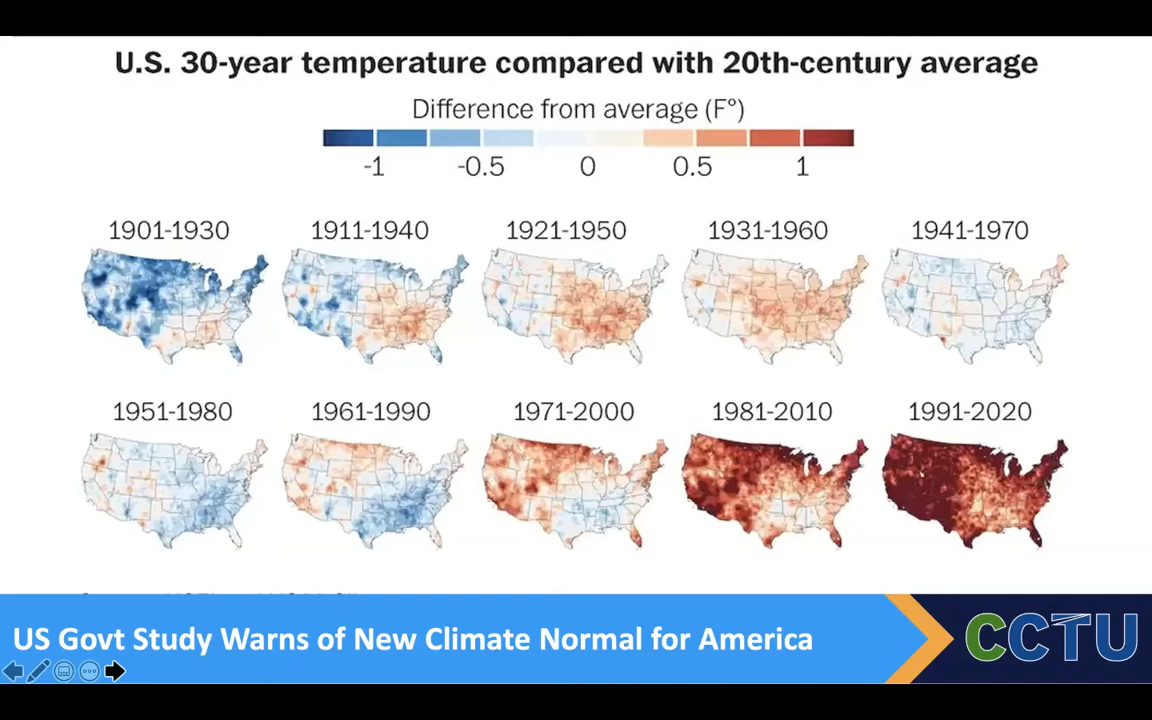 U.S. 30-year temperature compared with 20th-century average
Difference from average (F°)
-1 -0.5 0 0.5 1
1901-1930 1911-1940 1921-1950 1931-1960 1941-1970
1951-1980 1961-1990 1971-2000 1981-2010 1991-2020
US Govt Study Warns of New Climate Normal for America
CCTU